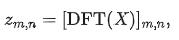 z_{m,n} = [DFT(X)]_{m,n},